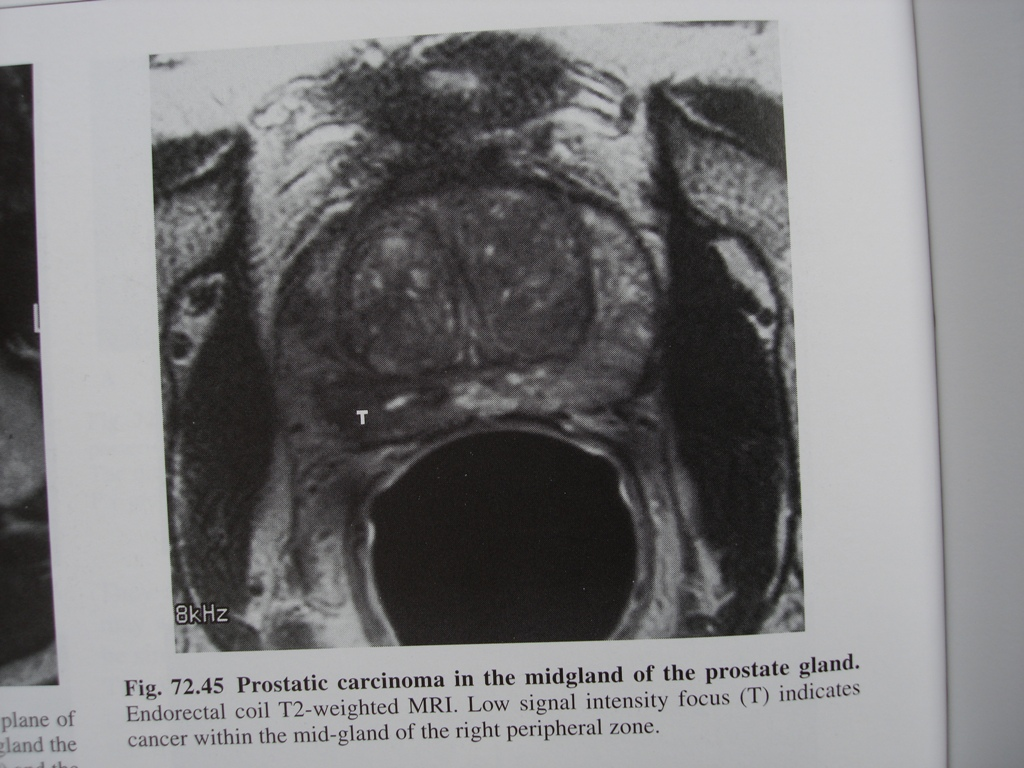 T
8kHz
Fig. 72.45 Prostatic carcinoma in the midgland of the prostate gland.
Endorectal coil T2-weighted MRI. Low signal intensity focus (T) indicates
cancer within the mid-gland of the right peripheral zone.
plane of
gland the